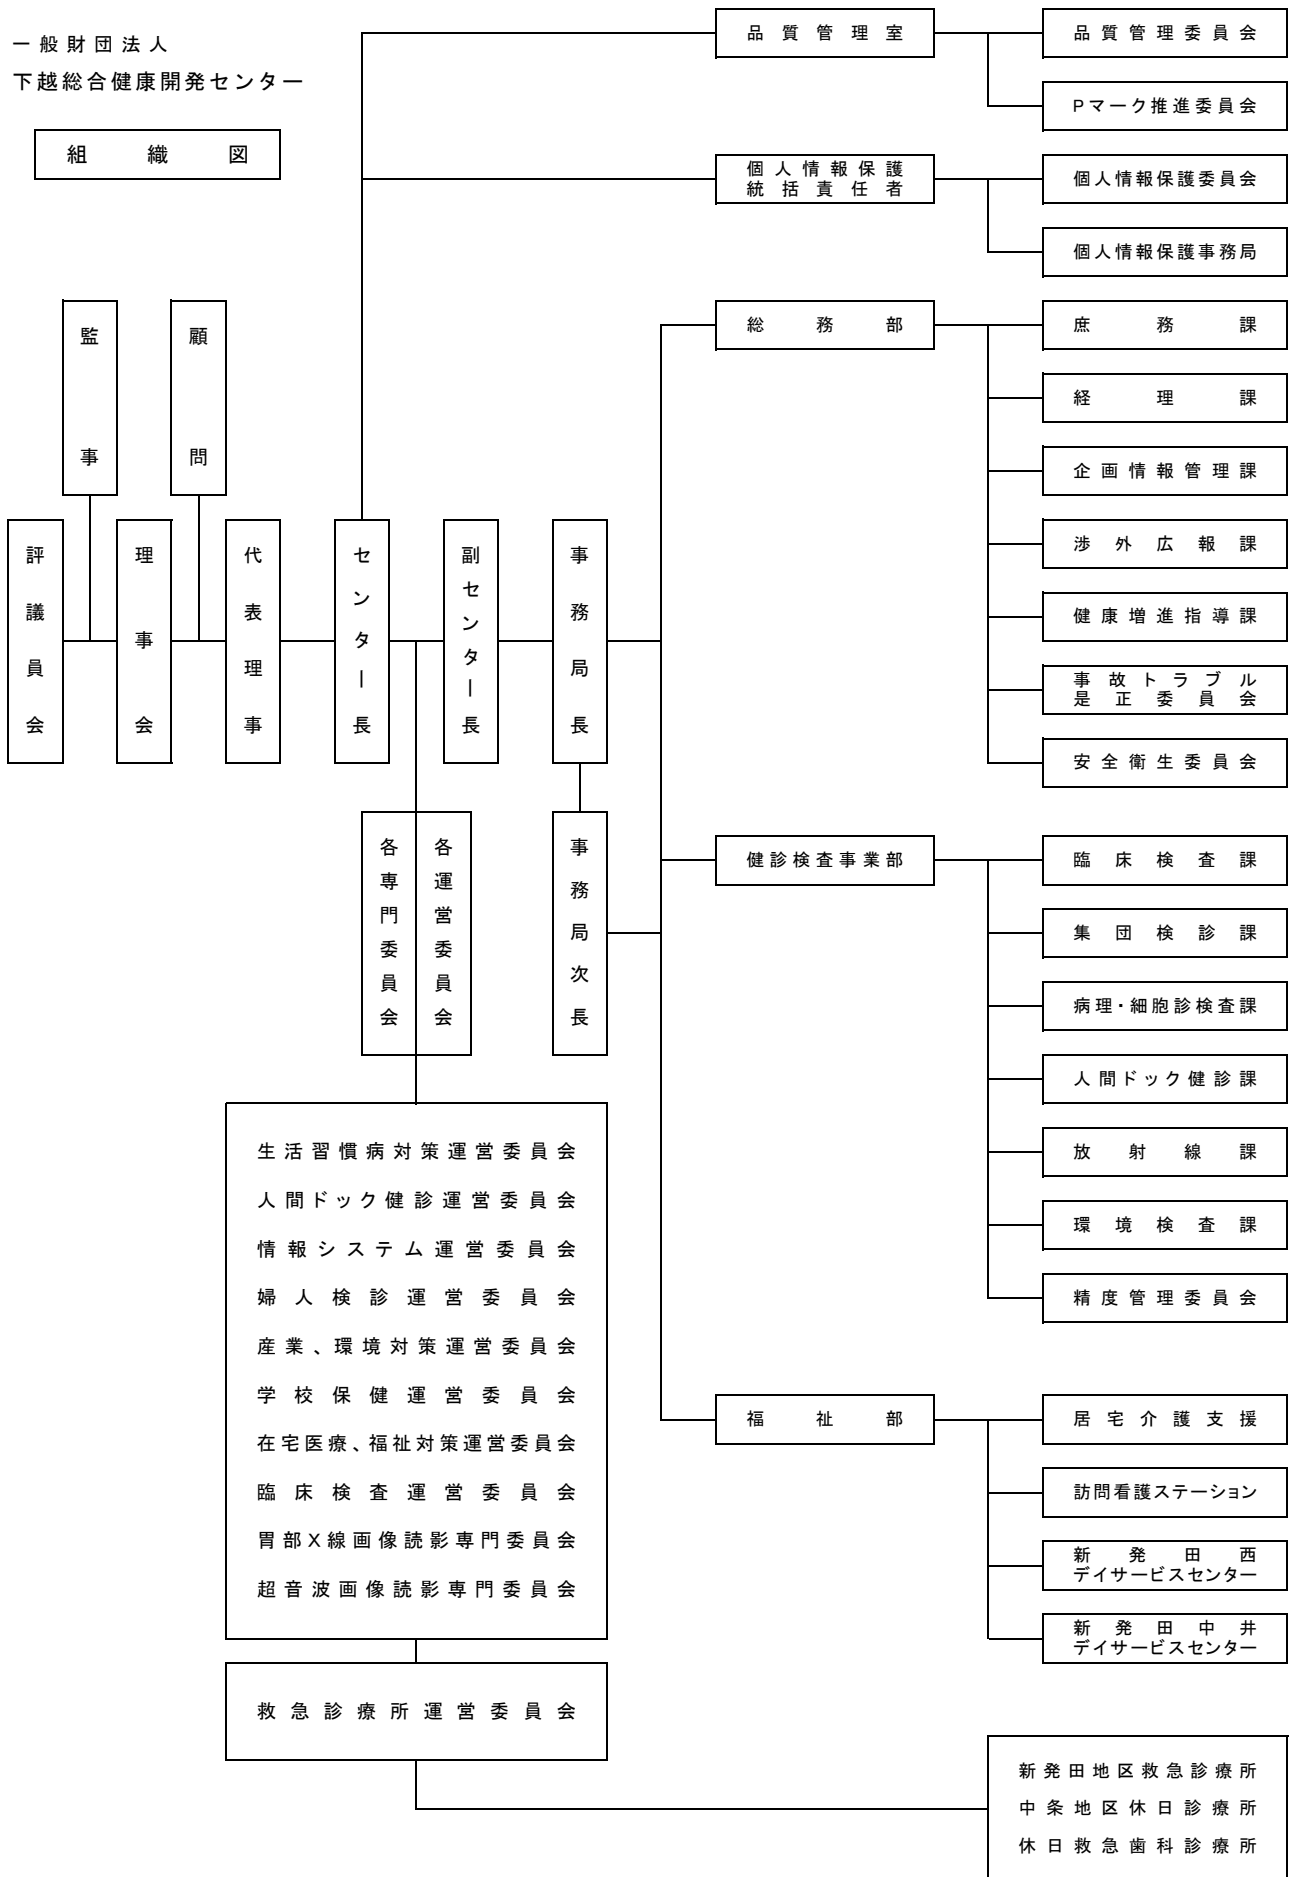 一般財団法人
下越総合健康開発センター
組織図
監事
顧問
評議員会
理事会
代表理事
センター長
副センター長
事務局長
各専門委員会
各運営委員会
事務局次長
生活習慣病対策運営委員会
人間ドック健診運営委員会
情報システム運営委員会
婦人検診運営委員会
産業、環境対策運営委員会
学校保健運営委員会
在宅医療、福祉対策運営委員会
臨床検査運営委員会
胃部X線画像読影専門委員会
超音波画像読影専門委員会
救急診療所運営委員会
品質管理室
品質管理委員会
Pマーク推進委員会
個人情報保護
統括責任者
個人情報保護委員会
個人情報保護事務局
総務部
庶務課
経理課
企画情報管理課
渉外広報課
健康増進指導課
事故トラブル
是正委員会
安全衛生委員会
健診検査事業部
臨床検査課
集団検診課
病理・細胞診検査課
人間ドック健診課
放射線課
環境検査課
精度管理委員会
福祉部
居宅介護支援
訪問看護ステーション
新発田西
デイサービスセンター
新発田中井
デイサービスセンター
新発田地区救急診療所
中条地区休日診療所
休日救急歯科診療所